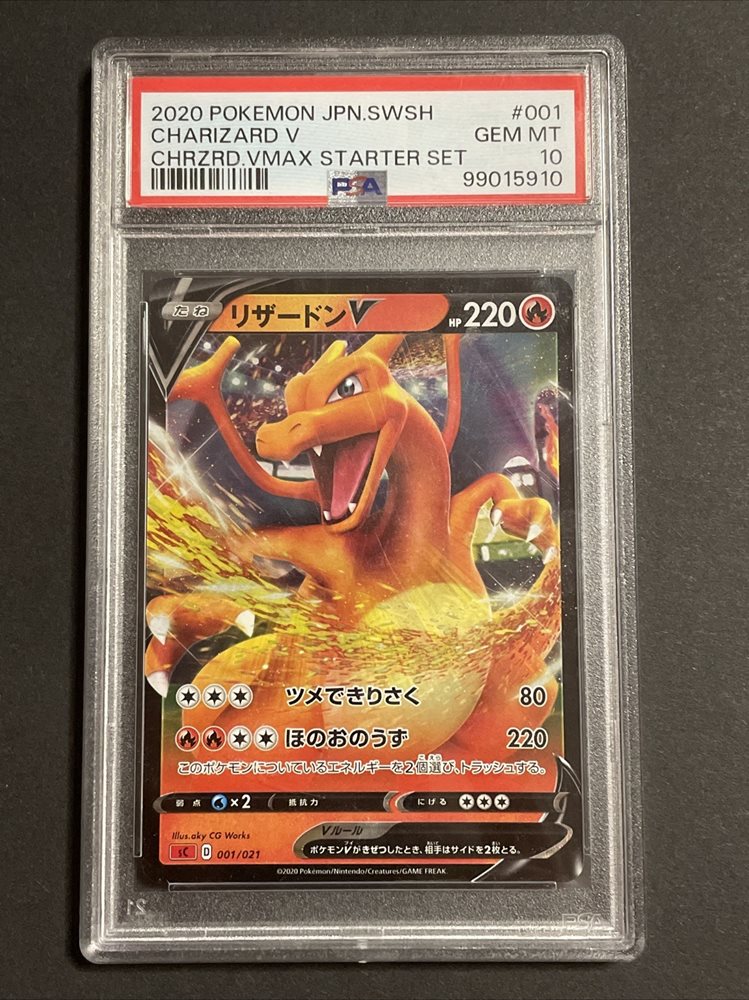 2020 POKEMON JPN.SWSH #001
CHARIZARD V GEM MT
CHRZRD.VMAX STARTER SET 10
PSA 99015910
たね リザードンV HP 220
ツメできりさく 80
ほのおのうず 220
このポケモンについているエネルギーを2個選び、トラッシュする。
弱点 ×2 抵抗力 にげる
Illus.aky CG Works
Vルール
sC D 001/021
ポケモンVがきぜつしたとき、相手はサイドを2枚とる。
©2020 Pokémon/Nintendo/Creatures/GAME FREAK